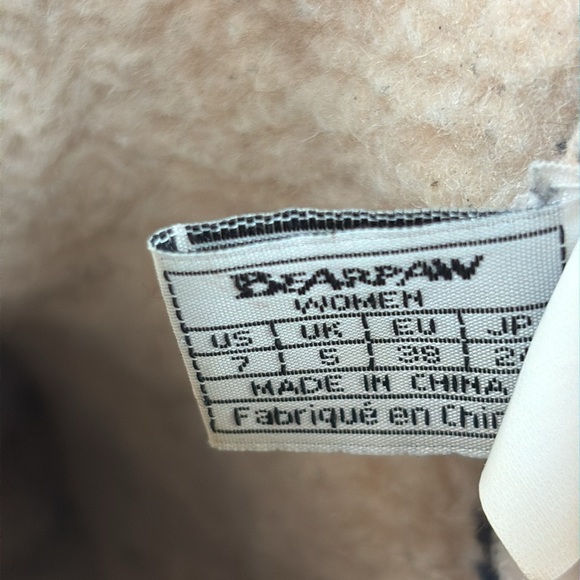 BEARPAW
WOMEN
US UK EU JP
7 5 38
MADE IN CHINA
Fabriqué en